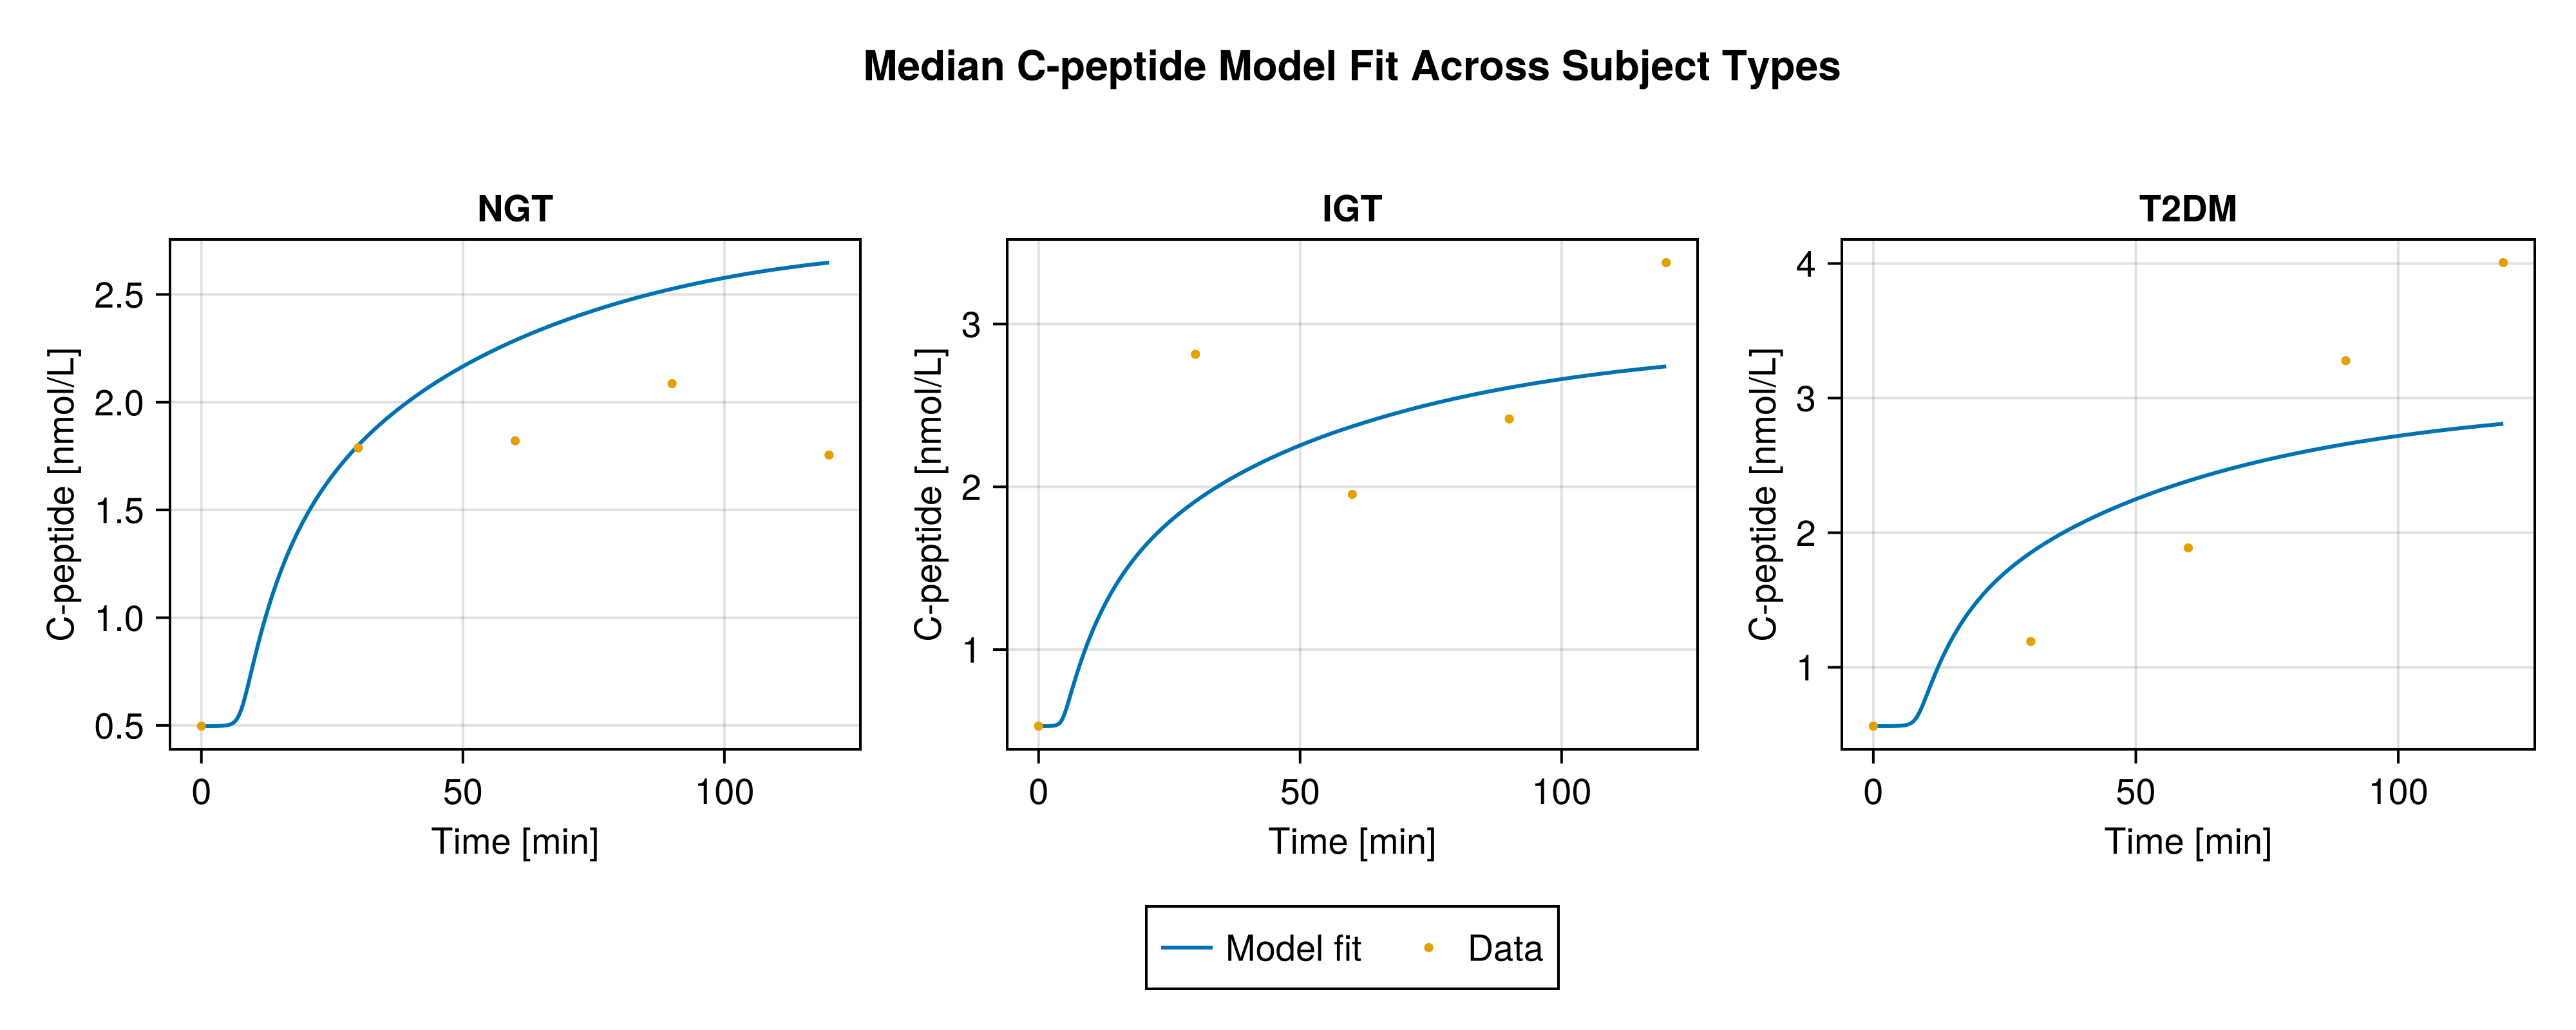 Median C-peptide Model Fit Across Subject Types
NGT
C-peptide [nmol/L]
2.5
2.0
1.5
1.0
0.5
0 50 100
Time [min]
IGT
C-peptide [nmol/L]
3
2
1
0 50 100
Time [min]
T2DM
C-peptide [nmol/L]
4
3
2
1
0 50 100
Time [min]
Model fit Data